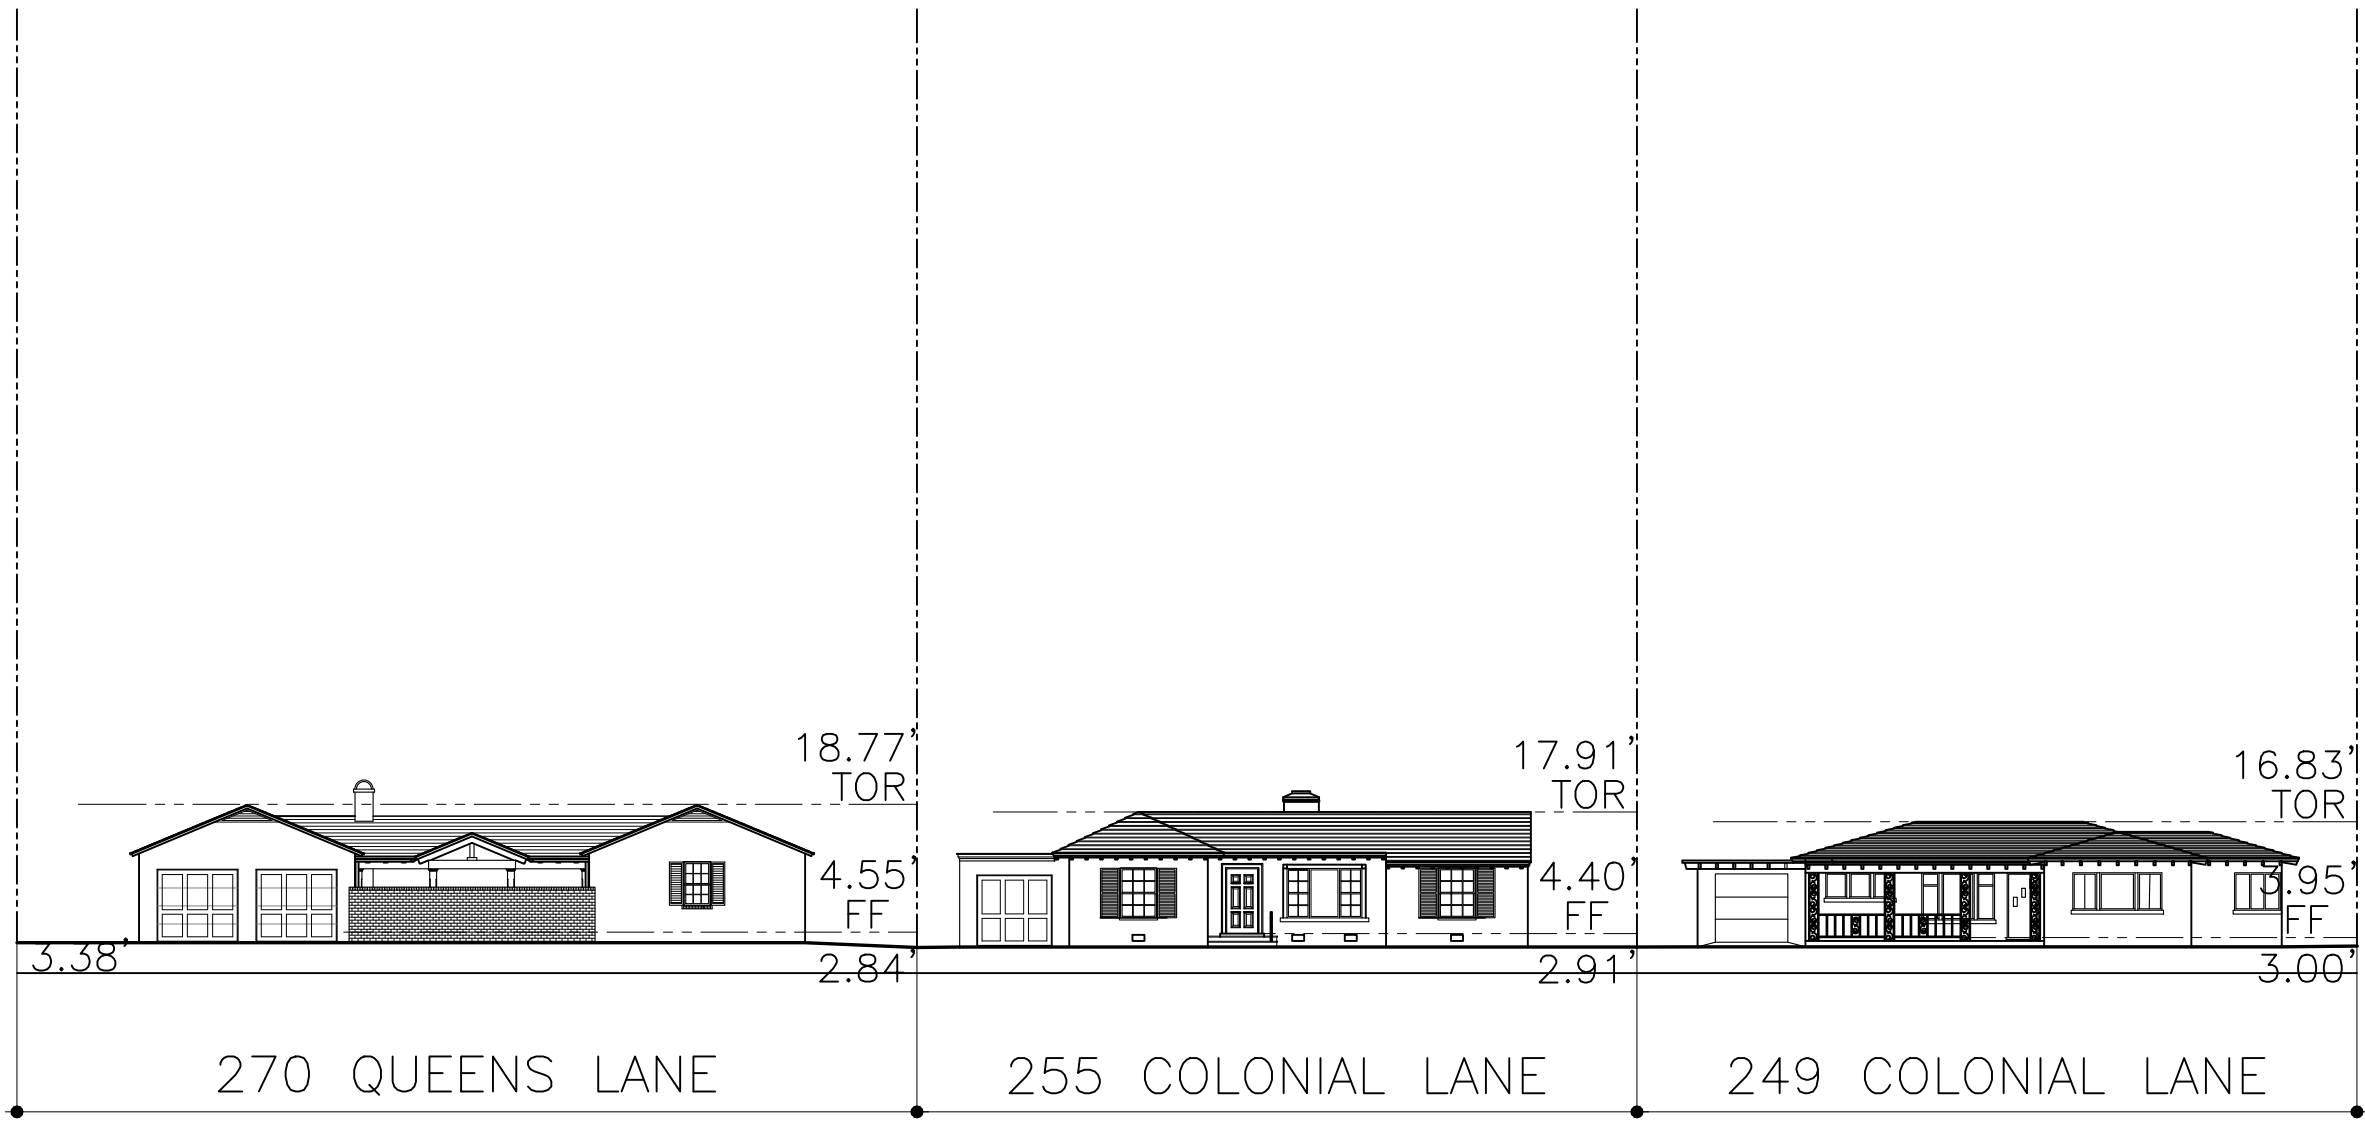 18.77'
TOR
4.55'
FF
3.38'
2.84'
270 QUEENS LANE
17.91'
TOR
4.40'
FF
2.91'
255 COLONIAL LANE
16.83'
TOR
3.95'
FF
3.00'
249 COLONIAL LANE